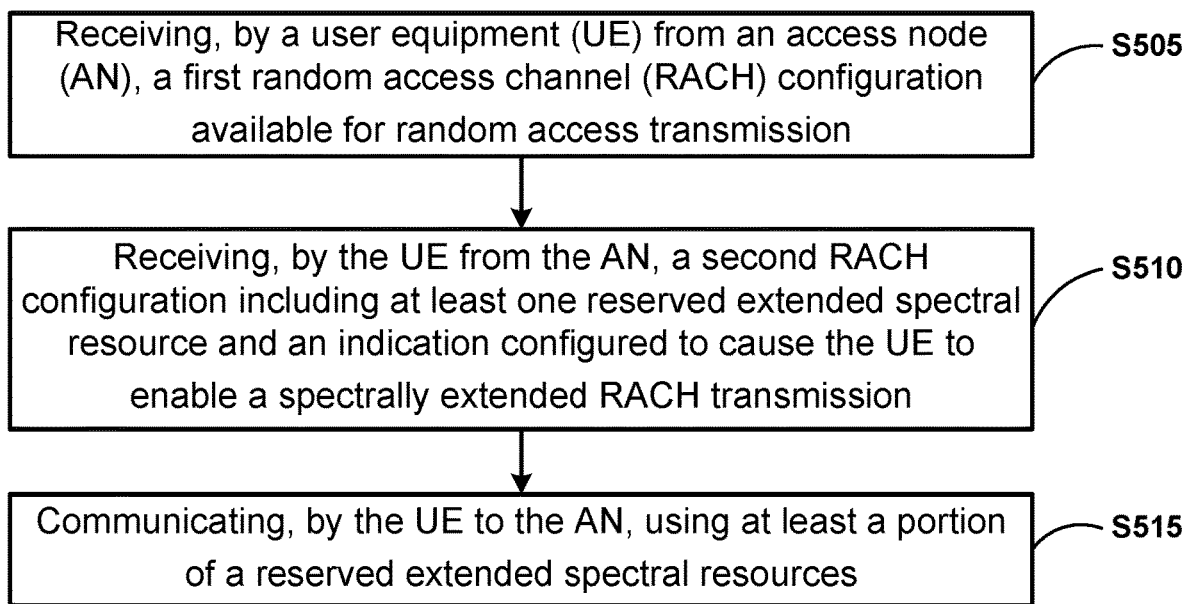 Receiving, by a user equipment (UE) from an access node
(AN), a first random access channel (RACH) configuration
available for random access transmission
S505
Receiving, by the UE from the AN, a second RACH
configuration including at least one reserved extended spectral
resource and an indication configured to cause the UE to
enable a spectrally extended RACH transmission
S510
Communicating, by the UE to the AN, using at least a portion
of a reserved extended spectral resources
S515